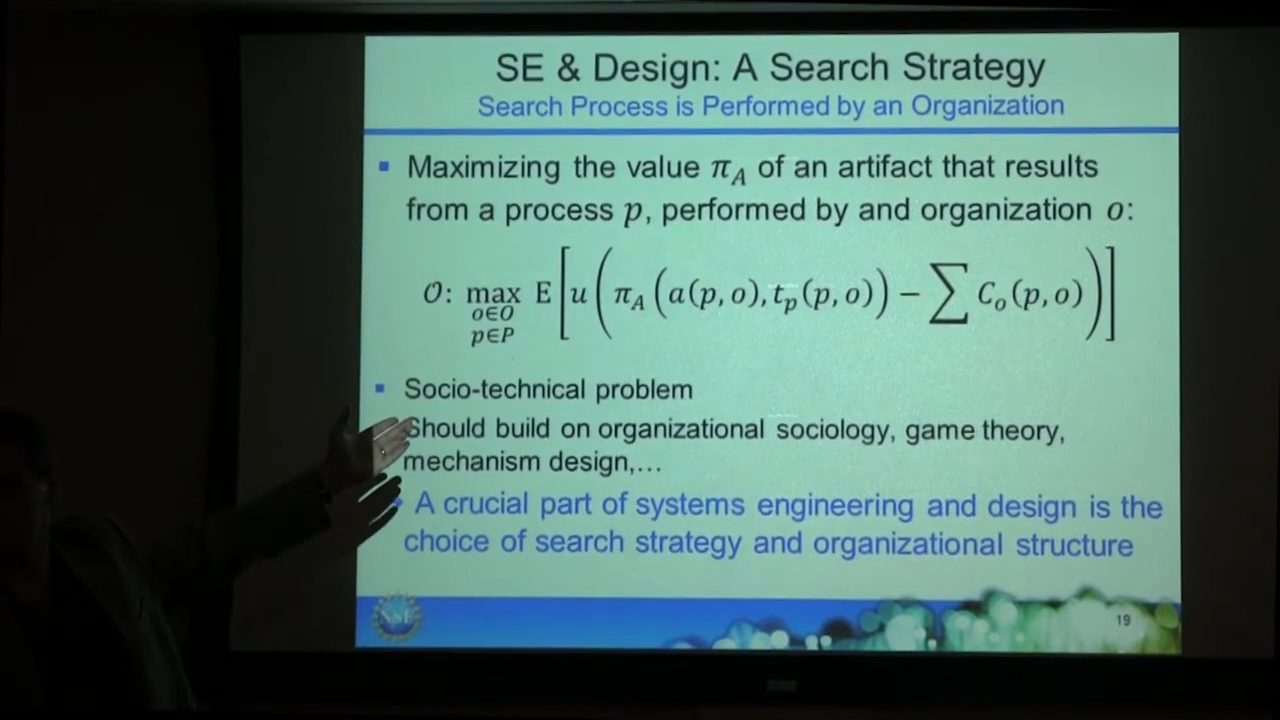 SE & Design: A Search Strategy
Search Process is Performed by an Organization
▪ Maximizing the value π_A of an artifact that results
from a process p, performed by and organization o:
𝒪: max_{o∈O p∈P} E[u(π_A(a(p,o),t_p(p,o)) − ∑ C_o(p,o))]
▪ Socio-technical problem
Should build on organizational sociology, game theory,
mechanism design,…
A crucial part of systems engineering and design is the
choice of search strategy and organizational structure
NSF
19